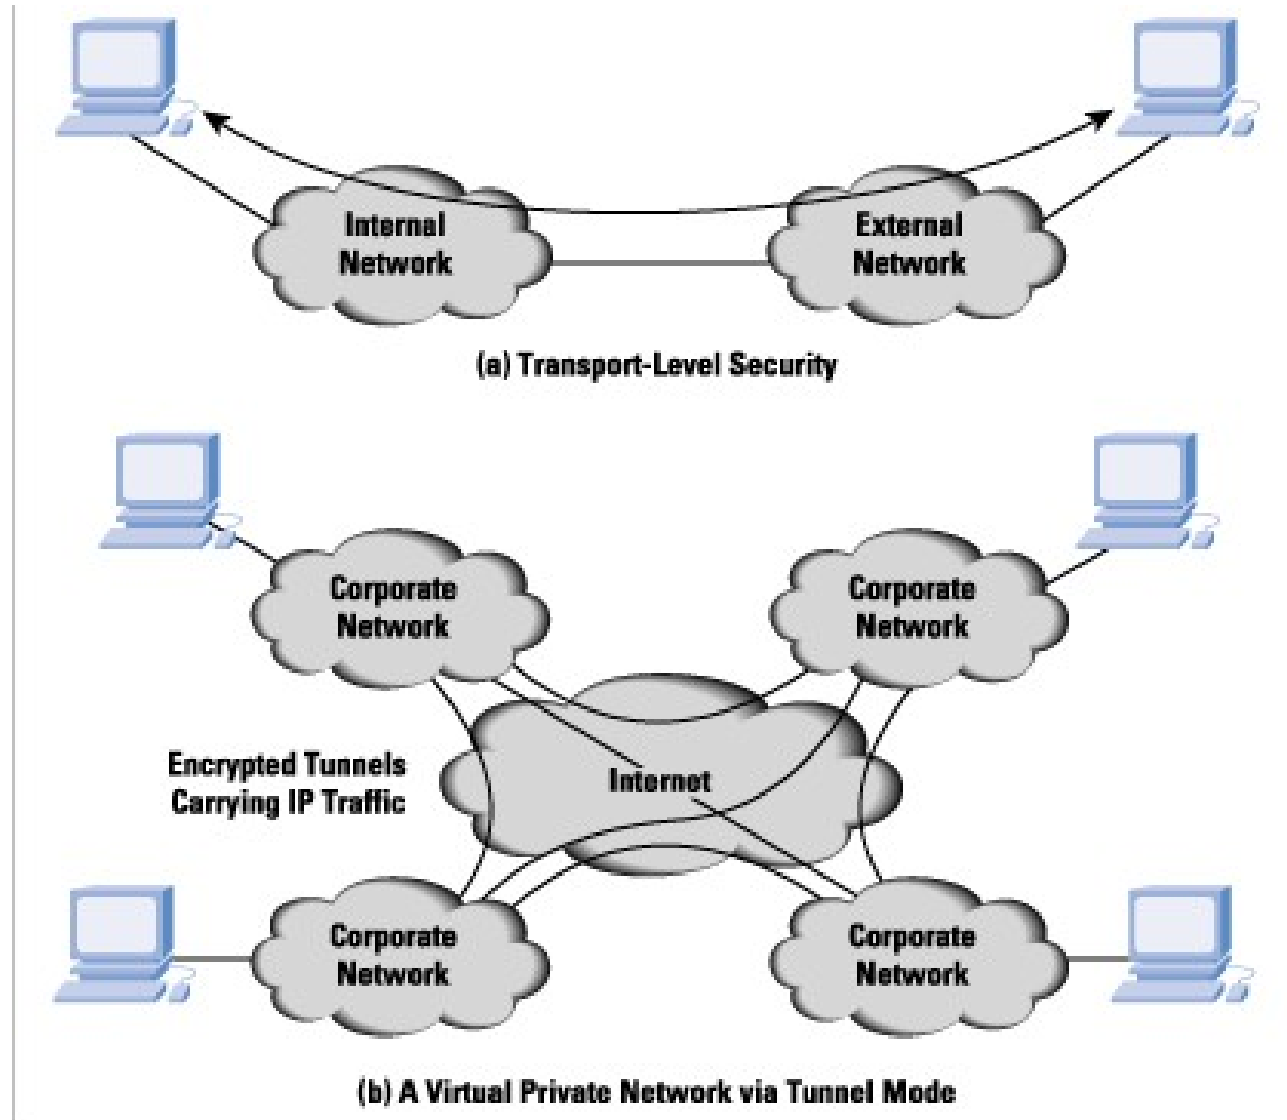 Internal
Network
External
Network
(a) Transport-Level Security
Corporate
Network
Corporate
Network
Encrypted Tunnels
Carrying IP Traffic
Internet
Corporate
Network
Corporate
Network
(b) A Virtual Private Network via Tunnel Mode